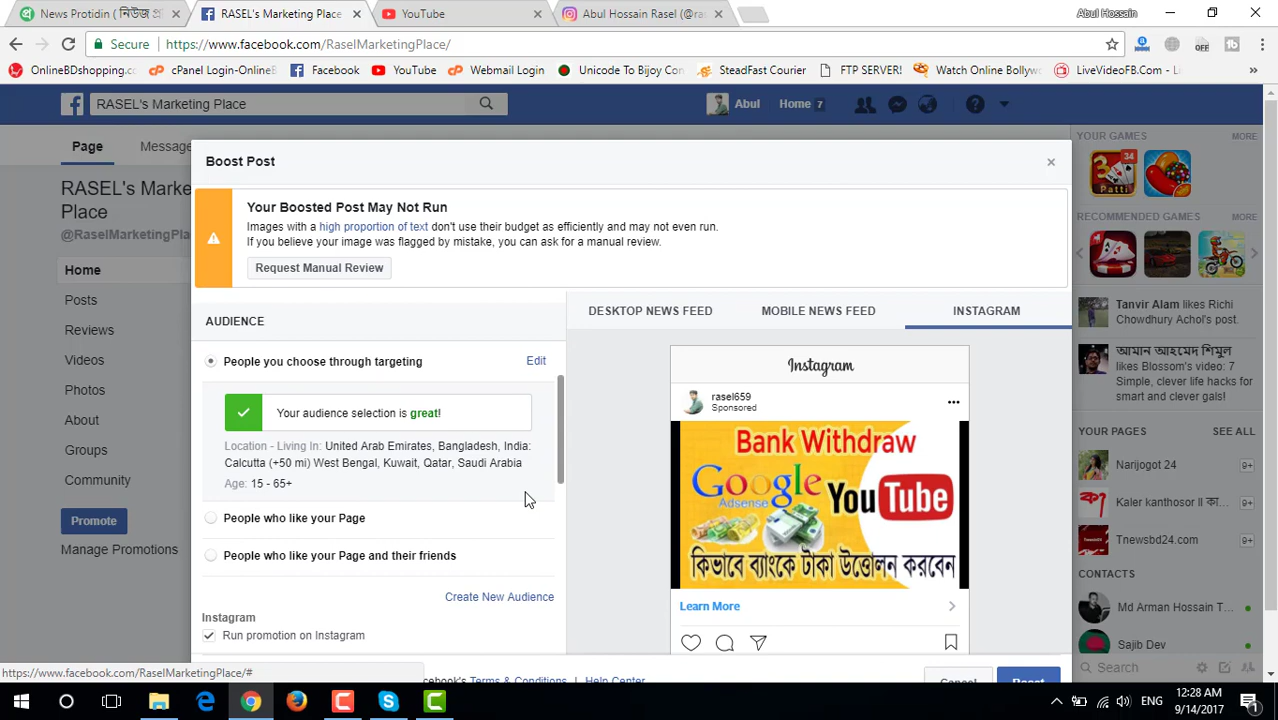 News Protidin ( নিউজ প্র
RASEL's Marketing Place
YouTube
Abul Hossain Rasel (@ra
Abul Hossain
Secure
https://www.facebook.com/RaselMarketingPlace/
OnlineBDshopping.c
cPanel Login-OnlineB
Facebook
YouTube
Webmail Login
Unicode To Bijoy Con
SteadFast Courier
FTP SERVER!
Watch Online Bollyw
LiveVideoFB.Com -
RASEL's Marketing Place
Abul
Home 7
Page
Messag
RASEL's Marke
Place
@RaselMarketingPla
Home
Posts
Reviews
Videos
Photos
About
Groups
Community
Promote
Manage Promotions
Boost Post
Your Boosted Post May Not Run
Images with a high proportion of text don't use their budget as efficiently and may not even run.
If you believe your image was flagged by mistake, you can ask for a manual review.
Request Manual Review
AUDIENCE
People you choose through targeting
Edit
Your audience selection is great!
Location - Living In: United Arab Emirates, Bangladesh, India:
Calcutta (+50 mi) West Bengal, Kuwait, Qatar, Saudi Arabia
Age: 15 - 65+
People who like your Page
People who like your Page and their friends
Create New Audience
Instagram
Run promotion on Instagram
DESKTOP NEWS FEED
MOBILE NEWS FEED
INSTAGRAM
Instagram
rasel659
Sponsored
Bank Withdraw
Google
Adsense
YouTube
কিভাবে ব্যাংকে টাকা উত্তোলন করবেন
Learn More
cebook's Terms & Conditions
Help Center
Cancel
Boost
YOUR GAMES
MORE
3
Patti
34
RECOMMENDED GAMES
MORE
Tanvir Alam likes Richi
Chowdhury Achol's post.
আমান আহমেদ শিমুল
likes Blossom's video: 7
Simple, clever life hacks for
smart and clever gals!
YOUR PAGES
SEE ALL
Narijogot 24
9+
Kaler kanthosor ll কা...
9+
Tnewsbd24.com
9+
CONTACTS
Md Arman Hossain T...
Sajib Dev
Search
https://www.facebook.com/RaselMarketingPlace/#
ENG
12:28 AM
9/14/2017